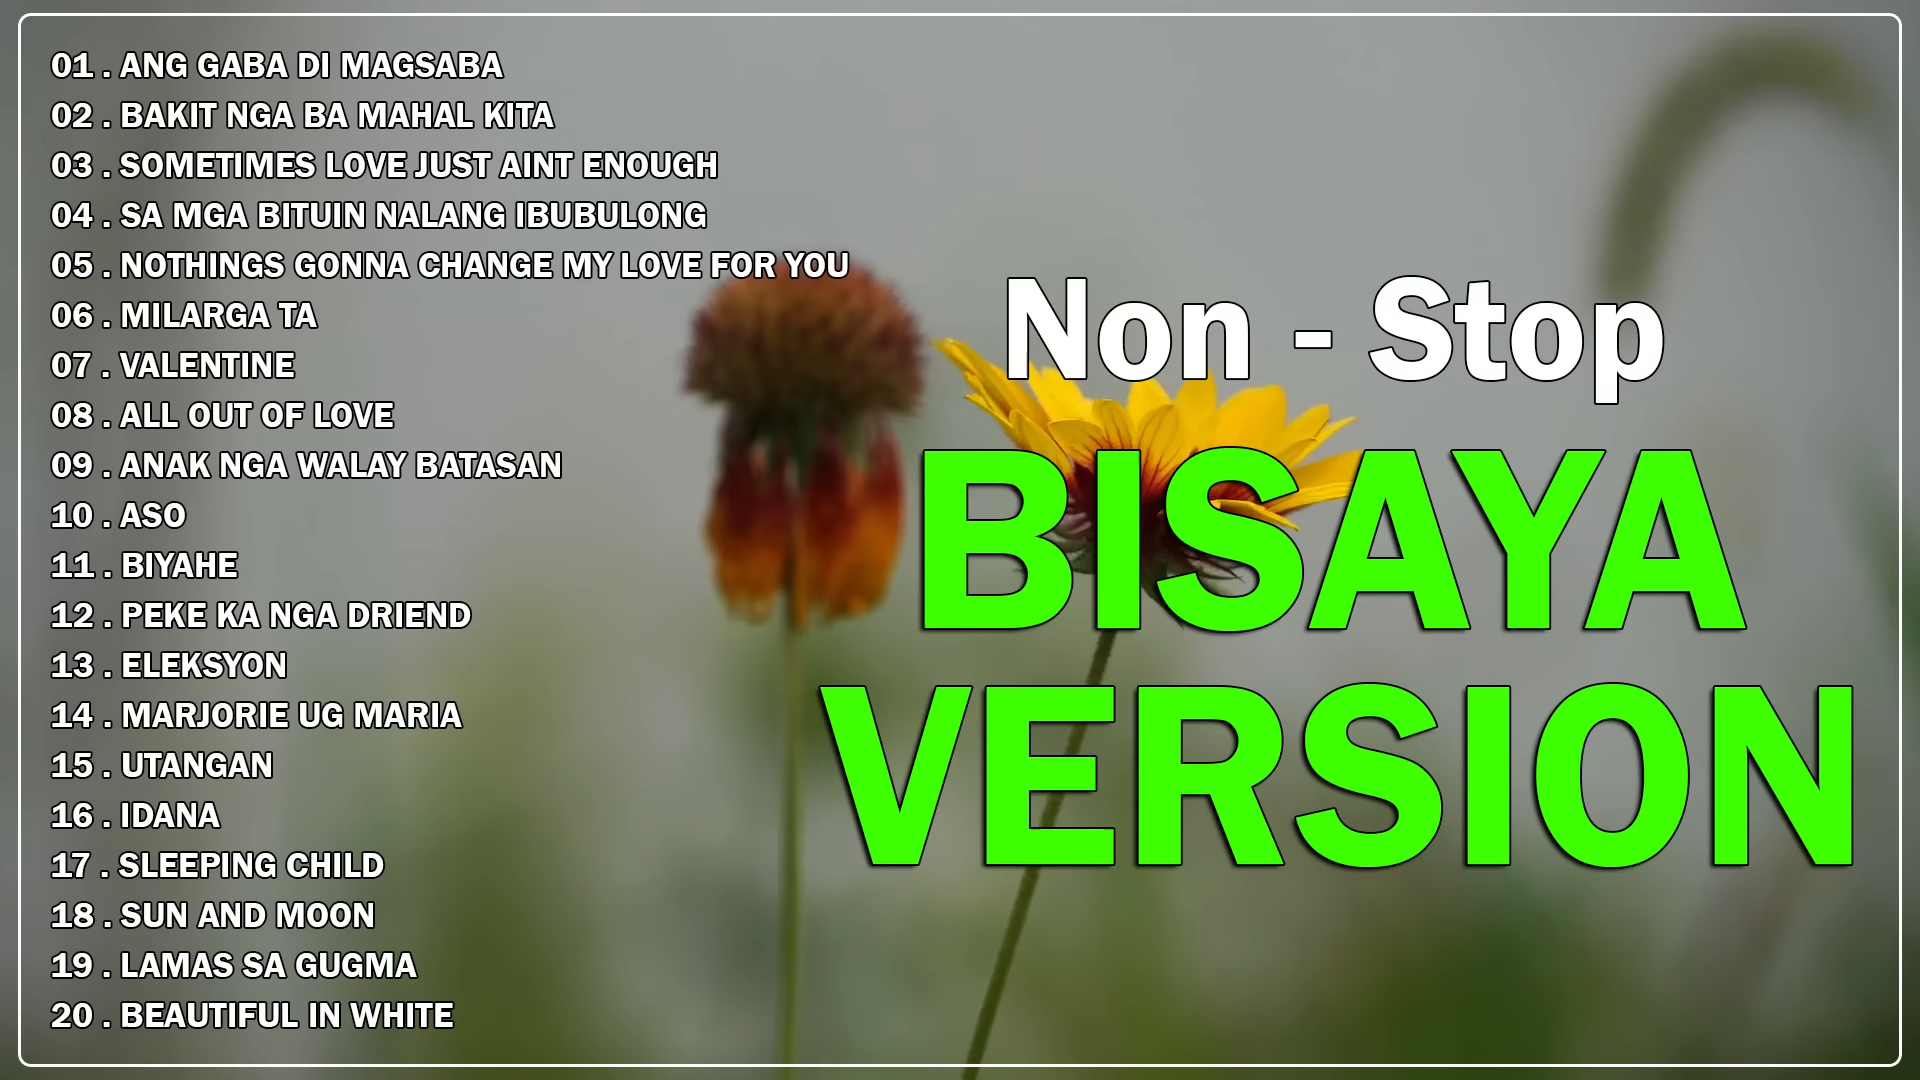 01 . ANG GABA DI MAGSABA
02 . BAKIT NGA BA MAHAL KITA
03 . SOMETIMES LOVE JUST AINT ENOUGH
04 . SA MGA BITUIN NALANG IBUBULONG
05 . NOTHINGS GONNA CHANGE MY LOVE FOR YOU
06 . MILARGA TA
07 . VALENTINE
08 . ALL OUT OF LOVE
09 . ANAK NGA WALAY BATASAN
10 . ASO
11 . BIYAHE
12 . PEKE KA NGA DRIEND
13 . ELEKSYON
14 . MARJORIE UG MARIA
15 . UTANGAN
16 . IDANA
17 . SLEEPING CHILD
18 . SUN AND MOON
19 . LAMAS SA GUGMA
20 . BEAUTIFUL IN WHITE
Non - Stop
BISAYA
VERSION